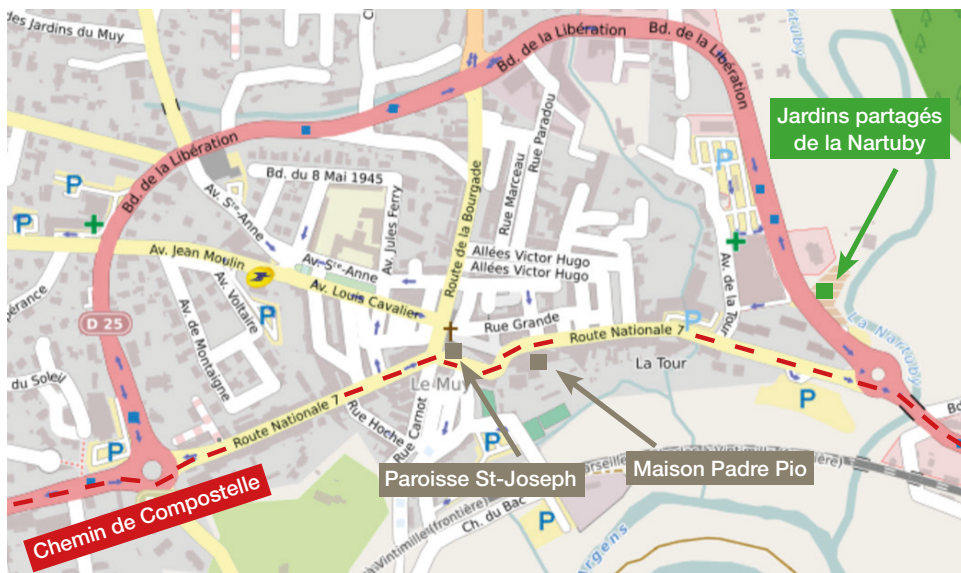 des Jardins du Muy
Bd. de la Libération
Bd. de la Libération
Nartuby
Jardins partagés
de la Nartuby
Rue Paradou
Bd. de la Libération
P
Bd. du 8 Mai 1945
Rue Marceau
P
Av. Ste-Anne
Av. Jules Ferry
Route de la Bourgade
Av. Jean Moulin
Av. Ste-Anne
Allées Victor Hugo
Allées Victor Hugo
Av. de la Tour
Av. Voltaire
Av. Louis Cavalier
P
D 25
Av. de Montaigne
Rue Grande
Route Nationale 7
P
La Nartuby
du Soleil
Le Muy
La Tour
P
Route Nationale 7
Rue Hoche
Rue Carnot
P
P
Paroisse St-Joseph
Maison Padre Pio
Chemin de Compostelle
Ch. du Bac
P
à-Vintimille (frontière)
Argens